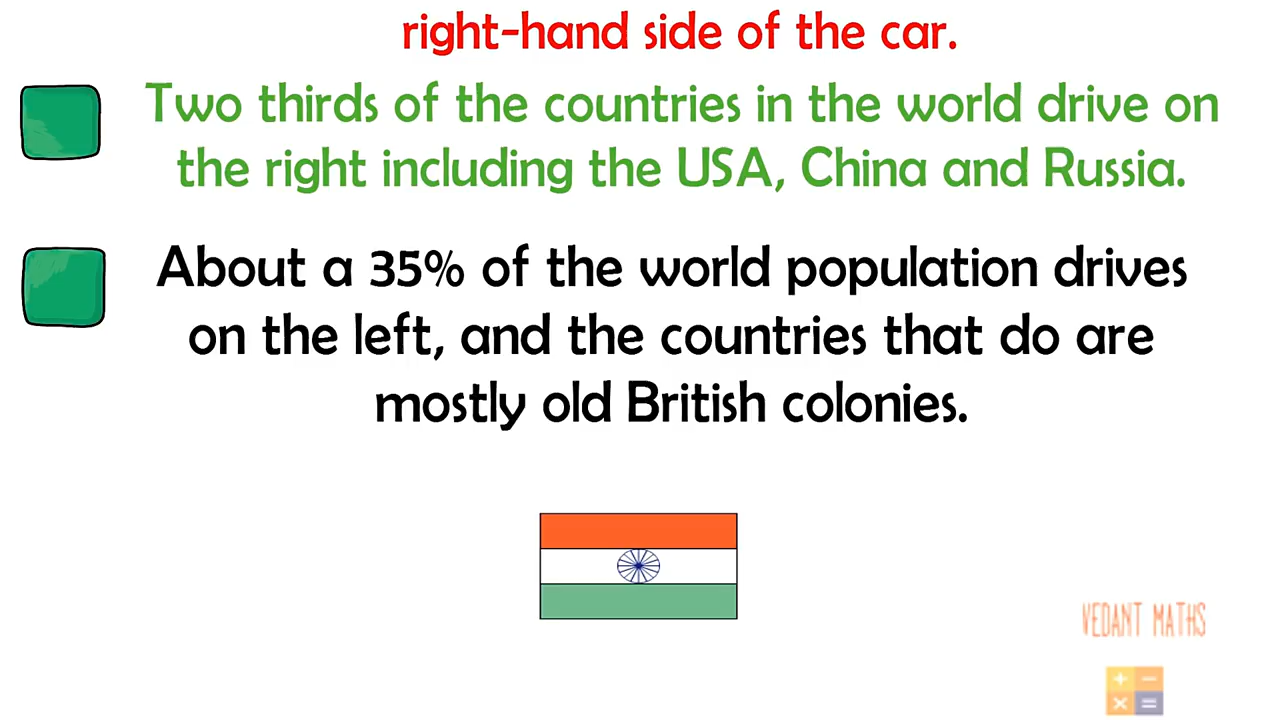 right-hand side of the car.
Two thirds of the countries in the world drive on
the right including the USA, China and Russia.
About a 35% of the world population drives
on the left, and the countries that do are
mostly old British colonies.
VEDANT MATHS
+ −
× =